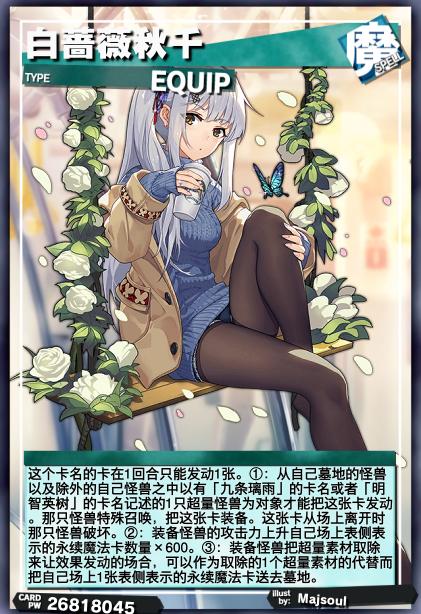 白蔷薇秋千
魔
SPELL
TYPE
EQUIP
这个卡名的卡在1回合只能发动1张。①：从自己墓地的怪兽
以及除外的自己怪兽之中以有「九条璃雨」的卡名或者「明
智英树」的卡名记述的1只超量怪兽为对象才能把这张卡发动
。那只怪兽特殊召唤，把这张卡装备。这张卡从场上离开时
那只怪兽破坏。②：装备怪兽的攻击力上升自己场上表侧表
示的永续魔法卡数量×600。③：装备怪兽把超量素材取除
来让效果发动的场合，可以作为取除的1个超量素材的代替而
把自己场上1张表侧表示的永续魔法卡送去墓地。
CARD PW 26818045
illust by: Majsoul